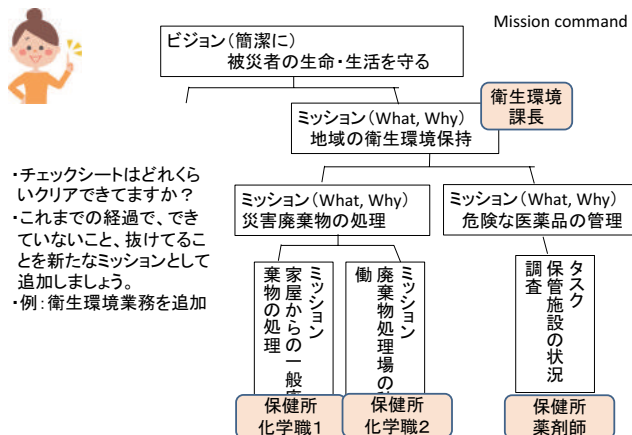 Mission command
ビジョン(簡潔に)
被災者の生命・生活を守る
衛生環境
課長
ミッション(What, Why)
地域の衛生環境保持
・チェックシートはどれくら
いクリアできてますか?
・これまでの経過で、でき
ていないこと、抜けてるこ
とを新たなミッションとして
追加しましょう。
・例:衛生環境業務を追加
ミッション(What, Why)
災害廃棄物の処理
ミッション(What, Why)
危険な医薬品の管理
ミッション
家屋からの一般廃
棄物の処理
ミッション
廃棄物処理場の
働
タスク
保管施設の状況
調査
保健所
化学職1
保健所
化学職2
保健所
薬剤師